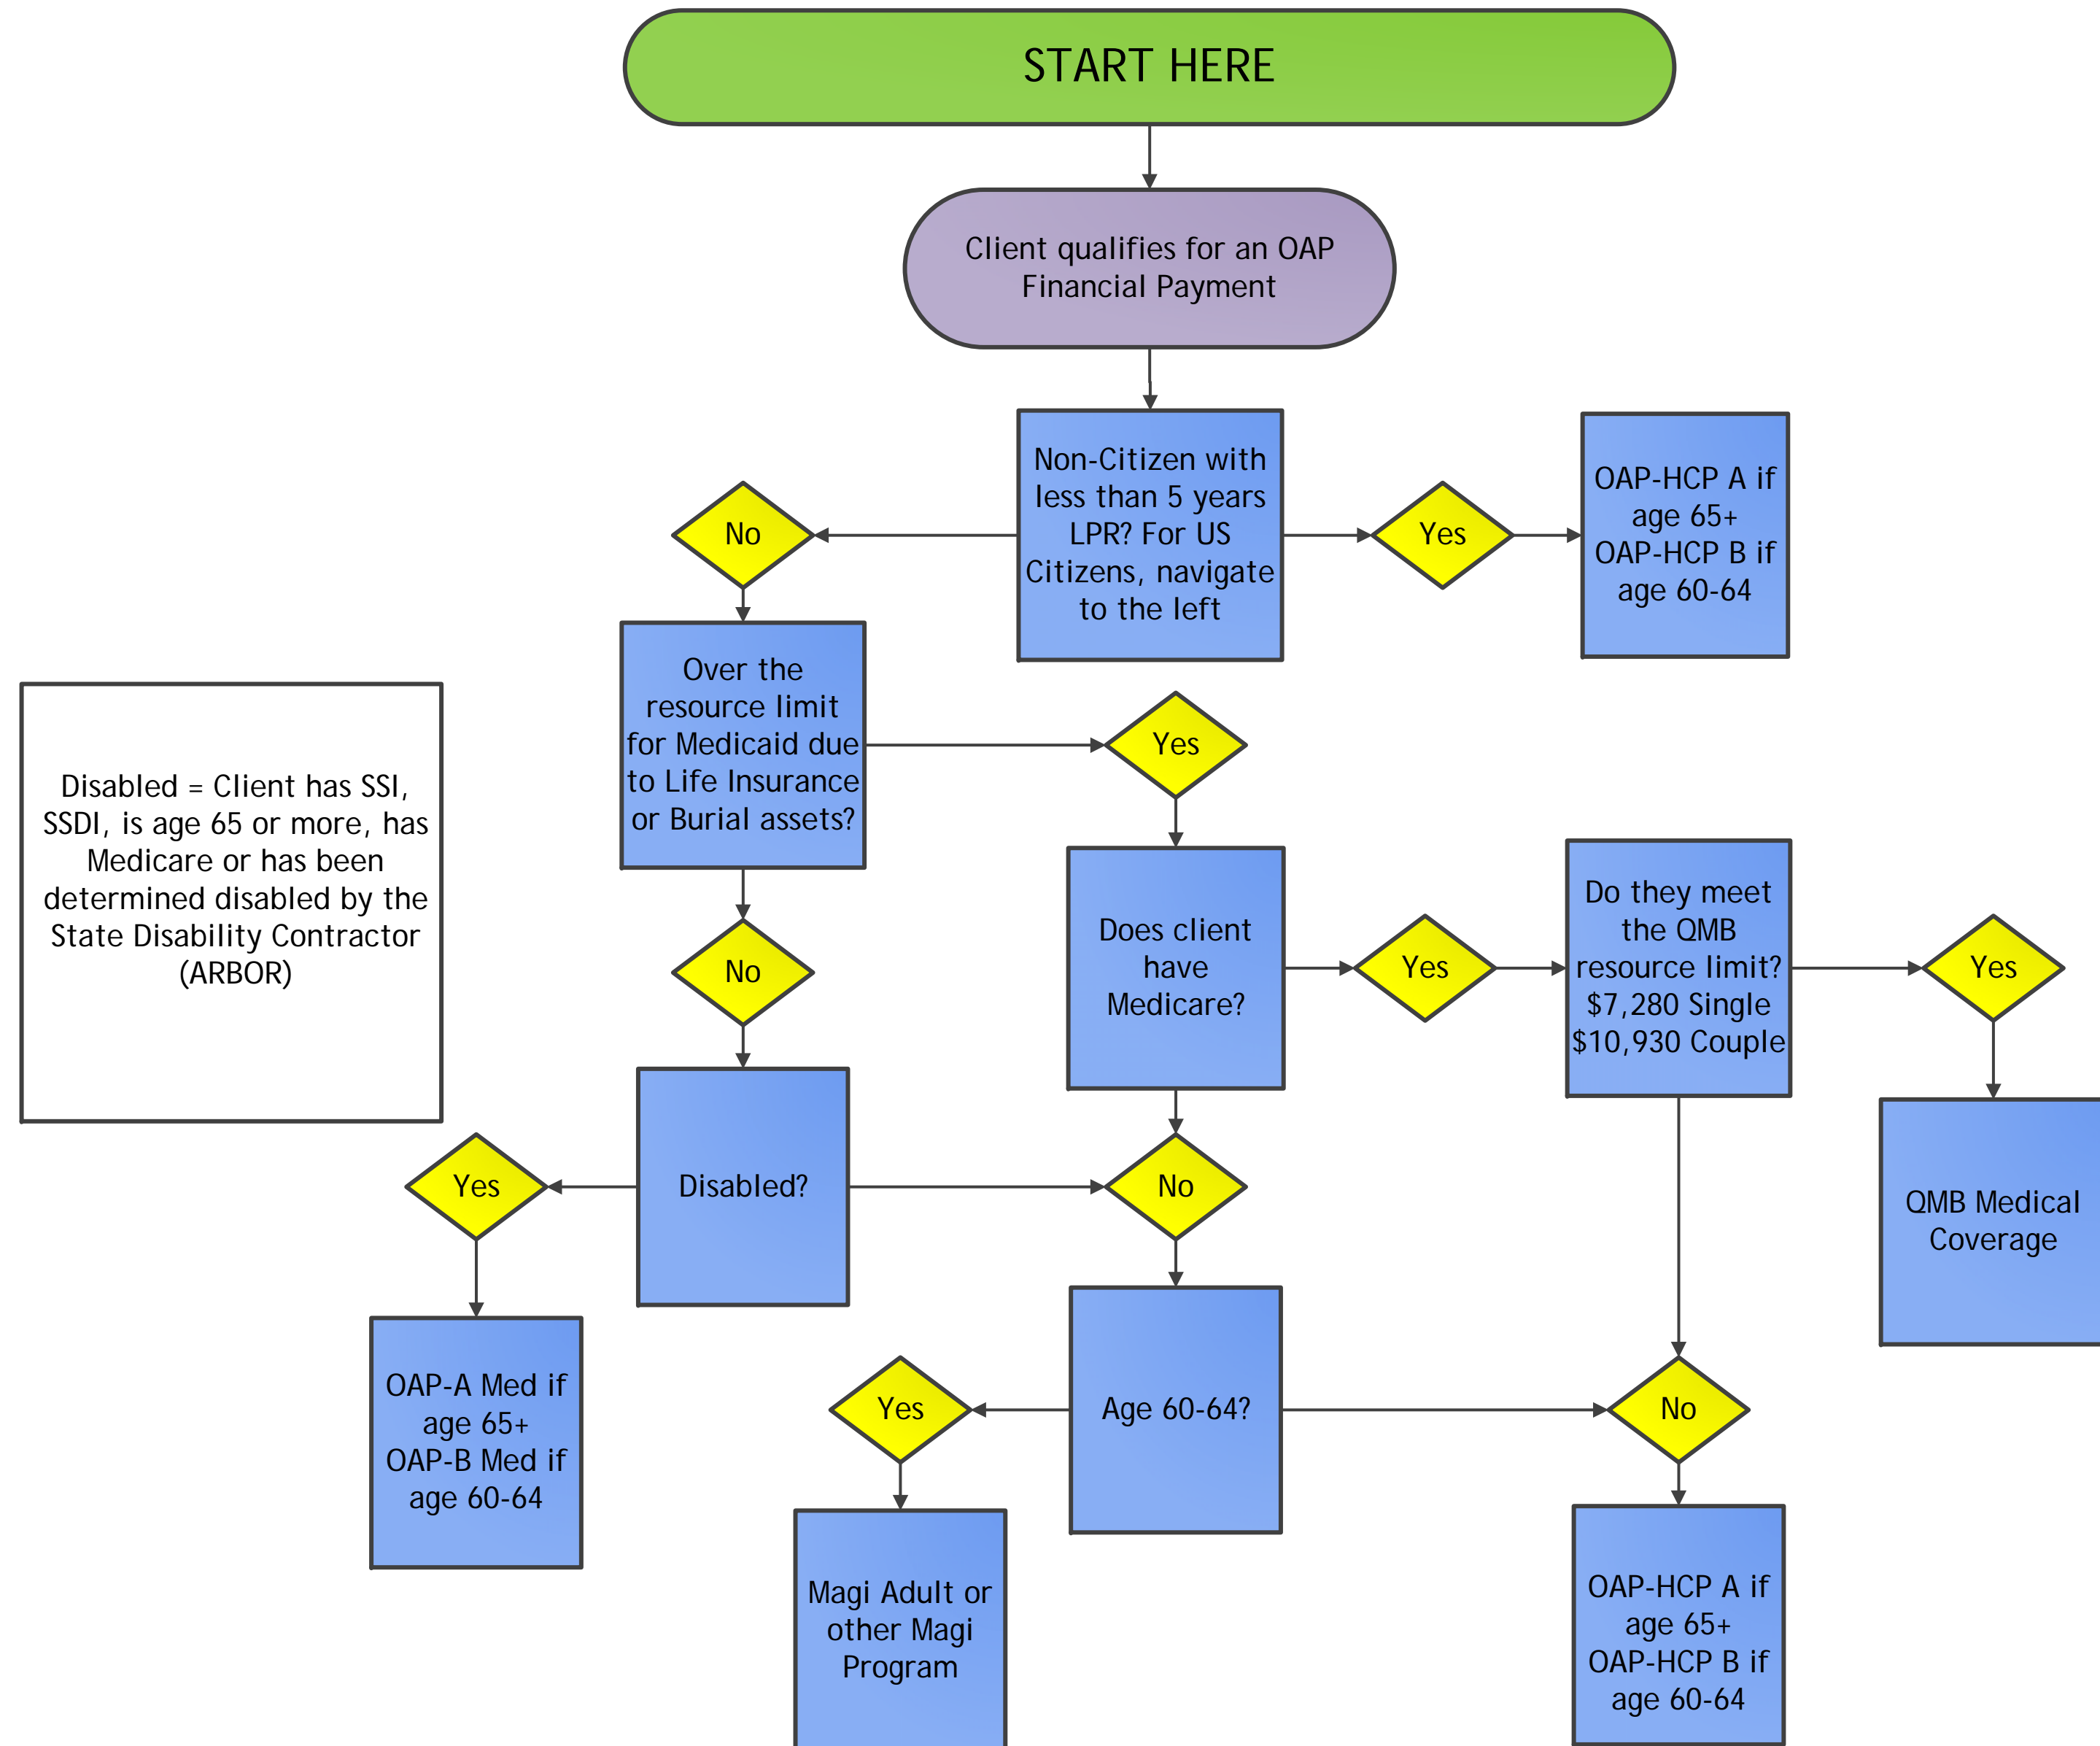 START HERE
Client qualifies for an OAP
Financial Payment
Non-Citizen with
less than 5 years
LPR? For US
Citizens, navigate
to the left
No
Yes
OAP-HCP A if
age 65+
OAP-HCP B if
age 60-64
Over the
resource limit
for Medicaid due
to Life Insurance
or Burial assets?
Yes
Disabled = Client has SSI,
SSDI, is age 65 or more, has
Medicare or has been
determined disabled by the
State Disability Contractor
(ARBOR)
No
Does client
have
Medicare?
Yes
Do they meet
the QMB
resource limit?
$7,280 Single
$10,930 Couple
Yes
Yes
Disabled?
No
QMB Medical
Coverage
OAP-A Med if
age 65+
OAP-B Med if
age 60-64
Yes
Age 60-64?
No
Magi Adult or
other Magi
Program
OAP-HCP A if
age 65+
OAP-HCP B if
age 60-64